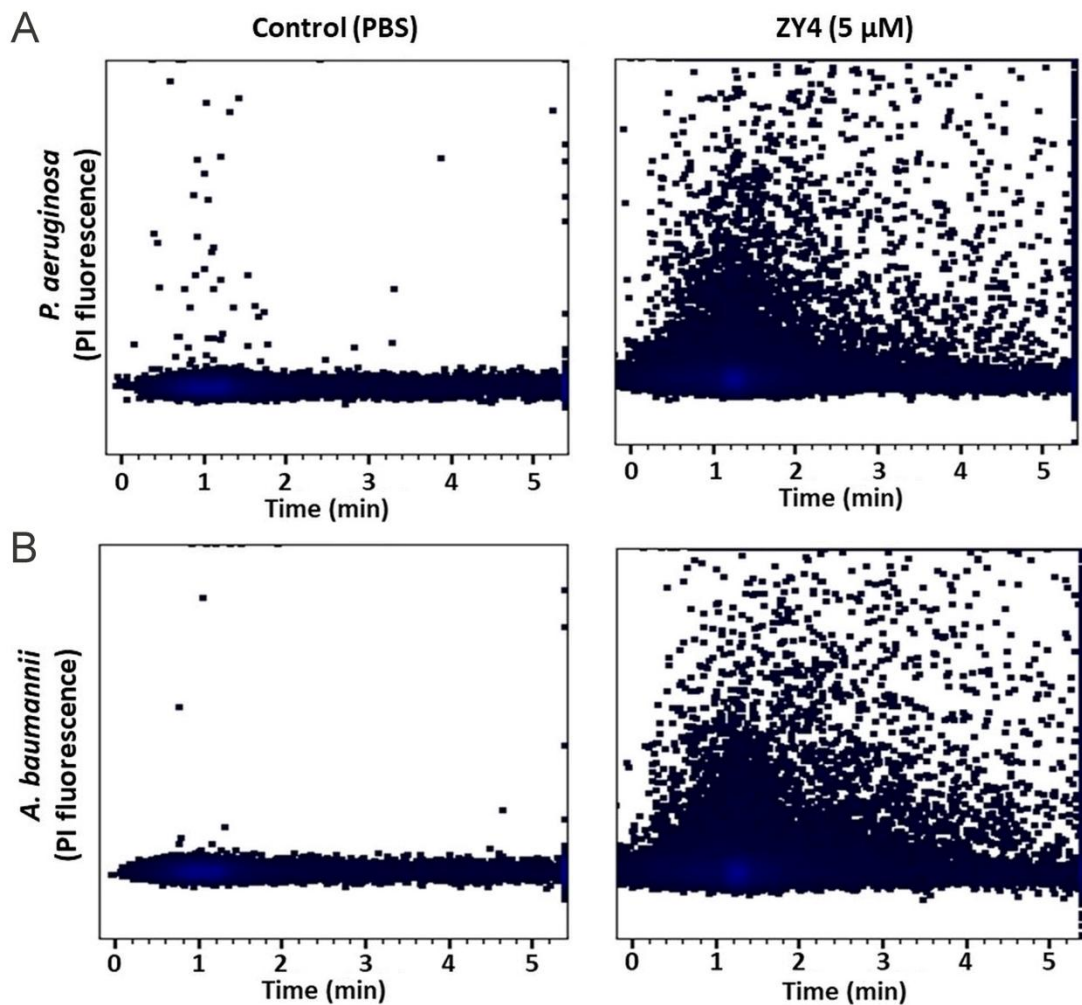 A
Control (PBS)
ZY4 (5 µM)
P. aeruginosa
(PI fluorescence)
0 1 2 3 4 5
Time (min)
0 1 2 3 4 5
Time (min)
B
A. baumannii
(PI fluorescence)
0 1 2 3 4 5
Time (min)
0 1 2 3 4 5
Time (min)